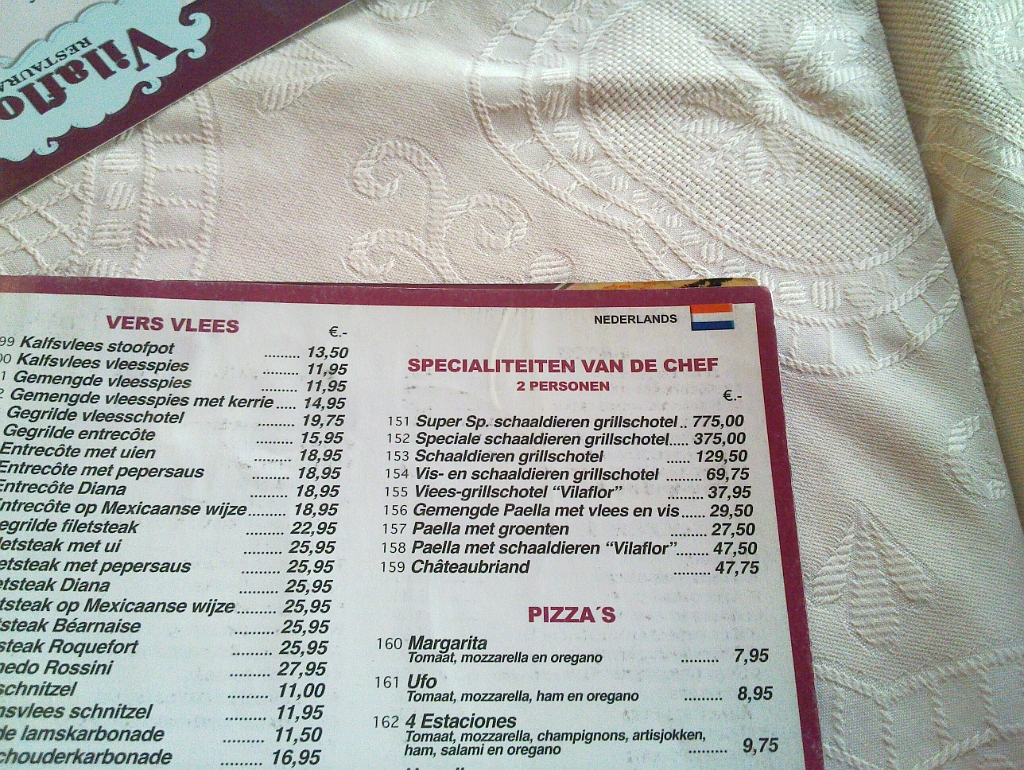 Vilaflo
RESTAURA
VERS VLEES
€.-
99 Kalfsvlees stoofpot ......... 13,50
00 Kalfsvlees vleesspies ......... 11,95
1 Gemengde vleesspies ......... 11,95
2 Gemengde vleesspies met kerrie ..... 14,95
Gegrilde vleesschotel ......... 19,75
Gegrilde entrecôte ......... 15,95
Entrecôte met uien ......... 18,95
Entrecôte met pepersaus ......... 18,95
Entrecôte Diana ......... 18,95
ntrecôte op Mexicaanse wijze ...... 18,95
egrilde filetsteak ......... 22,95
letsteak met ui ......... 25,95
etsteak met pepersaus ......... 25,95
etsteak Diana ......... 25,95
tsteak op Mexicaanse wijze ...... 25,95
tsteak Béarnaise ......... 25,95
steak Roquefort ......... 25,95
nedo Rossini ......... 27,95
schnitzel ......... 11,00
nsvlees schnitzel ......... 11,95
de lamskarbonade ......... 11,50
chouderkarbonade ......... 16,95
NEDERLANDS
SPECIALITEITEN VAN DE CHEF
2 PERSONEN
€.-
151 Super Sp. schaaldieren grillschotel .. 775,00
152 Speciale schaaldieren grillschotel..... 375,00
153 Schaaldieren grillschotel ......... 129,50
154 Vis- en schaaldieren grillschotel ......... 69,75
155 Viees-grillschotel “Vilaflor” ......... 37,95
156 Gemengde Paella met vlees en vis...... 29,50
157 Paella met groenten ......... 27,50
158 Paella met schaaldieren “Vilaflor”....... 47,50
159 Châteaubriand ......... 47,75
PIZZA´S
160 Margarita
Tomaat, mozzarella en oregano ......... 7,95
161 Ufo
Tomaat, mozzarella, ham en oregano ......... 8,95
162 4 Estaciones
Tomaat, mozzarella, champignons, artisjokken,
ham, salami en oregano ......... 9,75